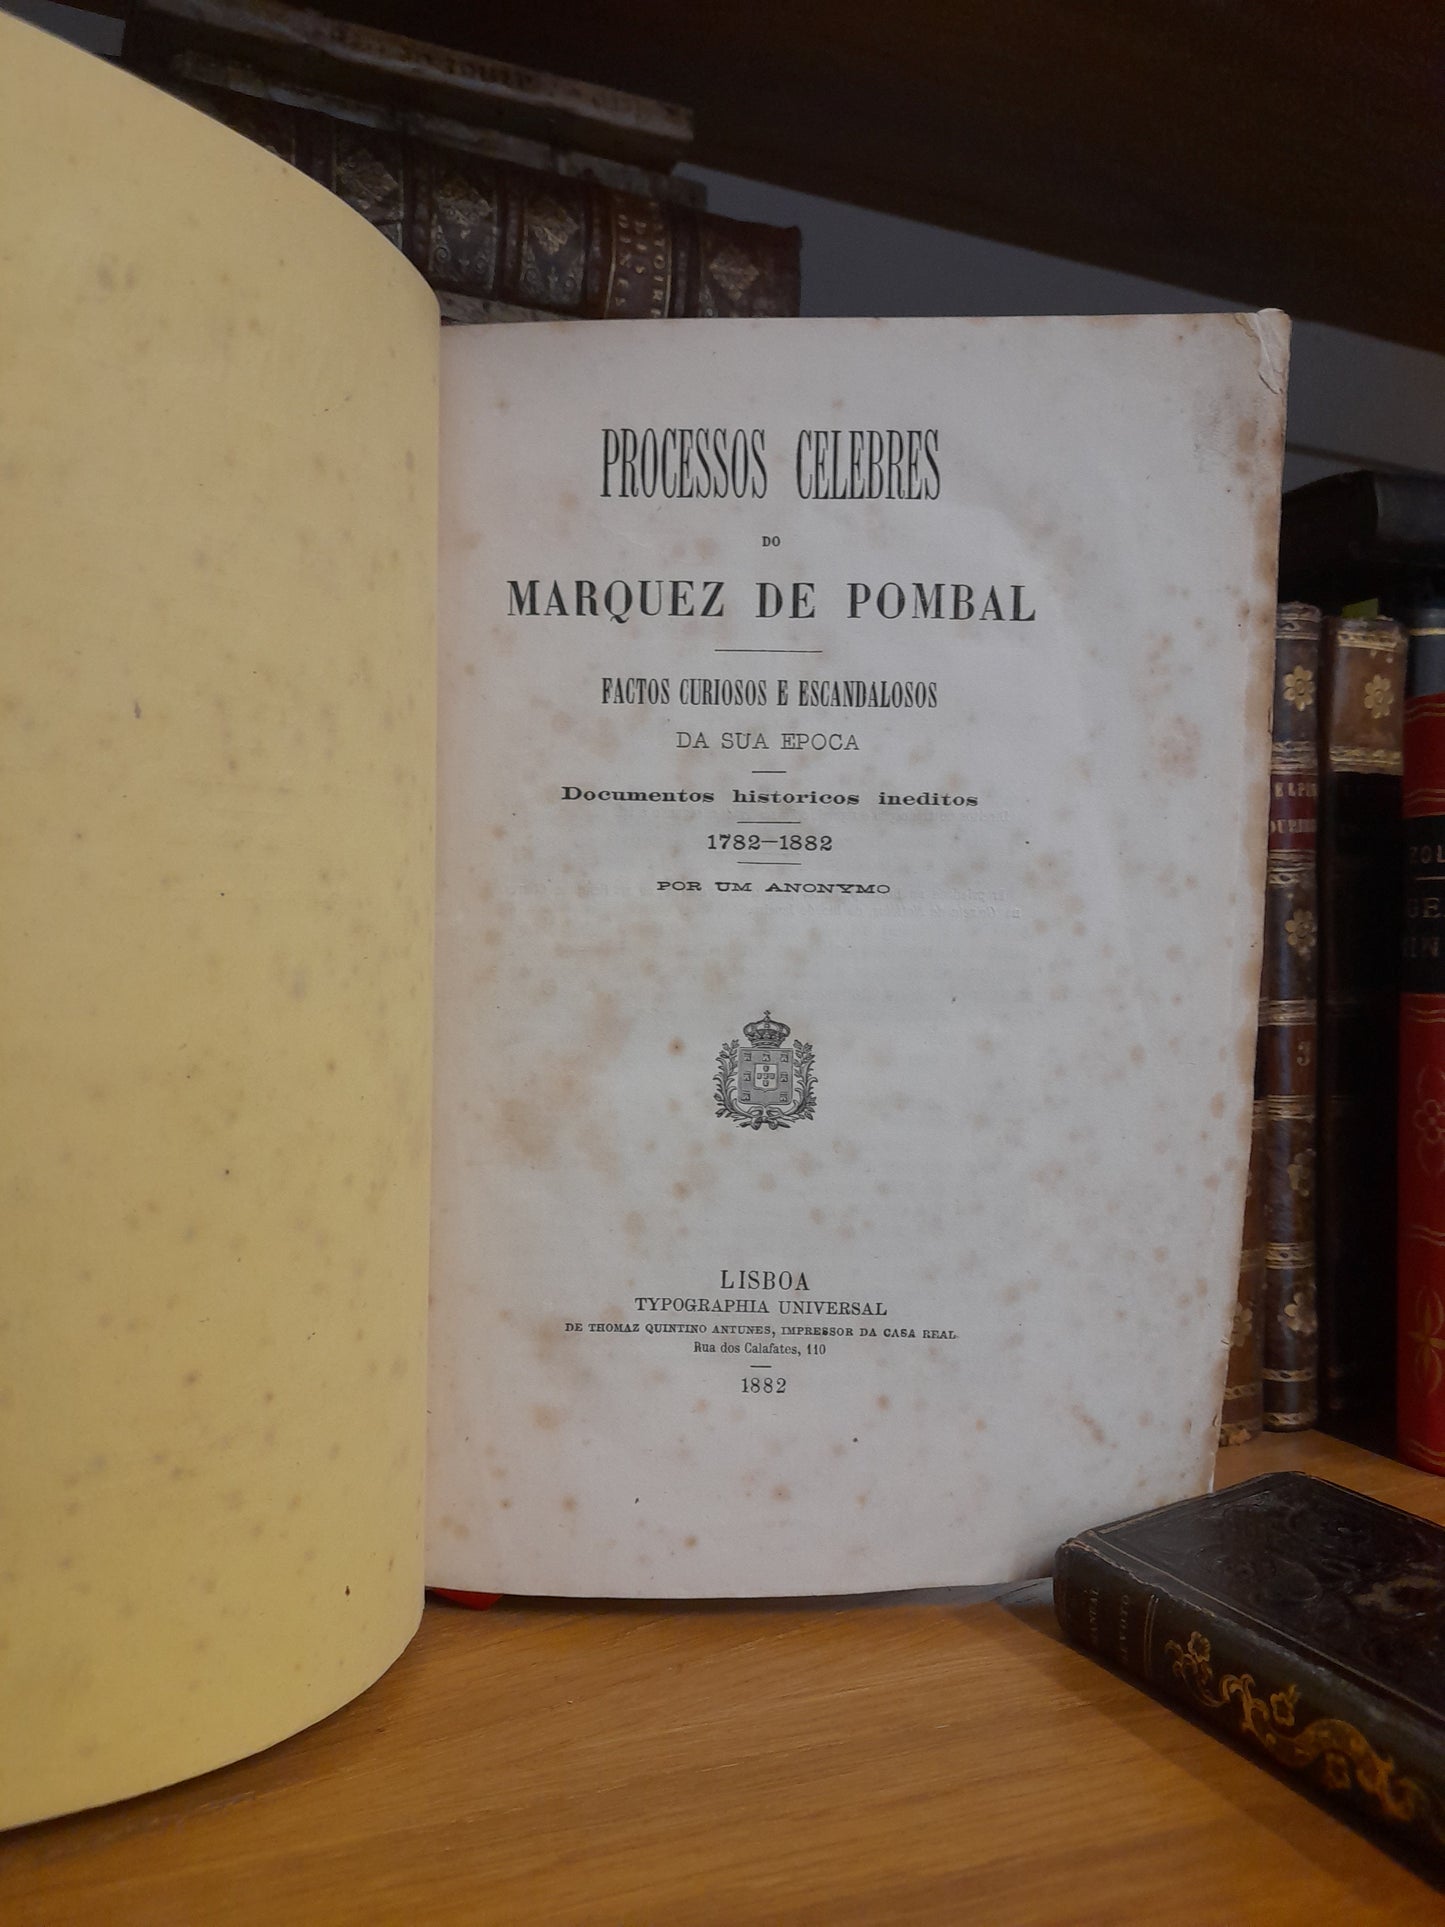 PROCESSOS CELEBRES
DO
MARQUEZ DE POMBAL
FACTOS CURIOSOS E ESCANDALOSOS
DA SUA EPOCA
Documentos historicos ineditos
1782—1882
POR UM ANONYMO
LISBOA
TYPOGRAPHIA UNIVERSAL
DE THOMAZ QUINTINO ANTUNES, IMPRESSOR DA CASA REAL
Rua dos Calafates, 110
1882
3